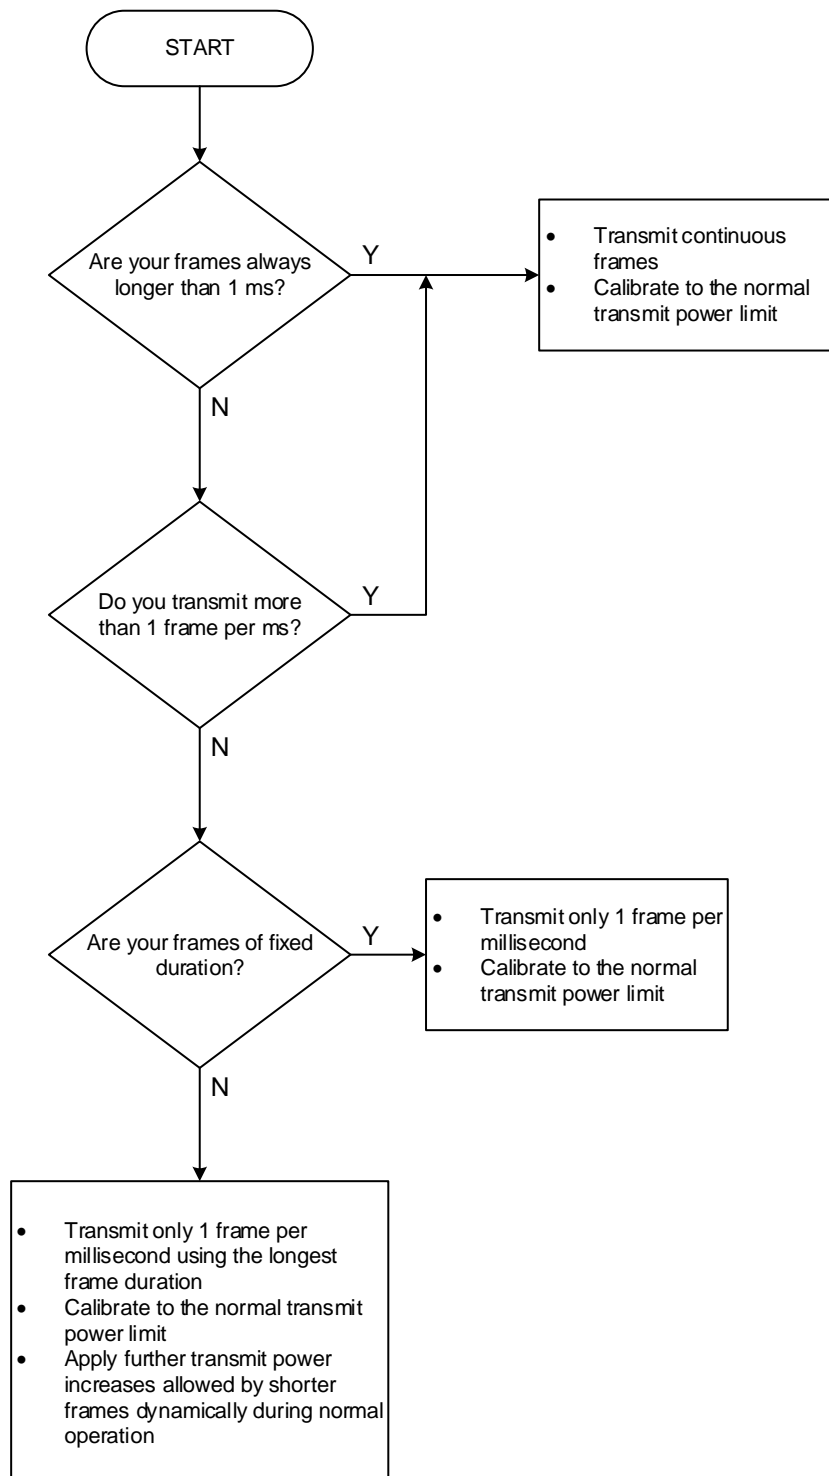 START
Are your frames always
longer than 1 ms?
Y
• Transmit continuous
frames
• Calibrate to the normal
transmit power limit
N
Do you transmit more
than 1 frame per ms?
Y
N
Are your frames of fixed
duration?
Y
• Transmit only 1 frame per
millisecond
• Calibrate to the normal
transmit power limit
N
• Transmit only 1 frame per
millisecond using the longest
frame duration
• Calibrate to the normal transmit
power limit
• Apply further transmit power
increases allowed by shorter
frames dynamically during normal
operation